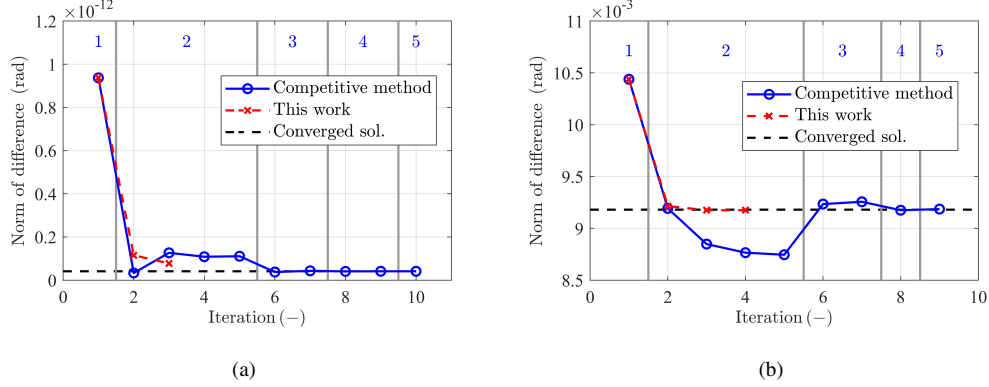 ×10⁻¹²
1.2
1
0.8
0.6
0.4
0.2
0
0 2 4 6 8 10
Norm of difference (rad)
Iteration (−)
1 2 3 4 5
Competitive method
This work
Converged sol.
(a)
×10⁻³
11
10.5
10
9.5
9
8.5
0 2 4 6 8 10
Norm of difference (rad)
Iteration (−)
1 2 3 4 5
Competitive method
This work
Converged sol.
(b)